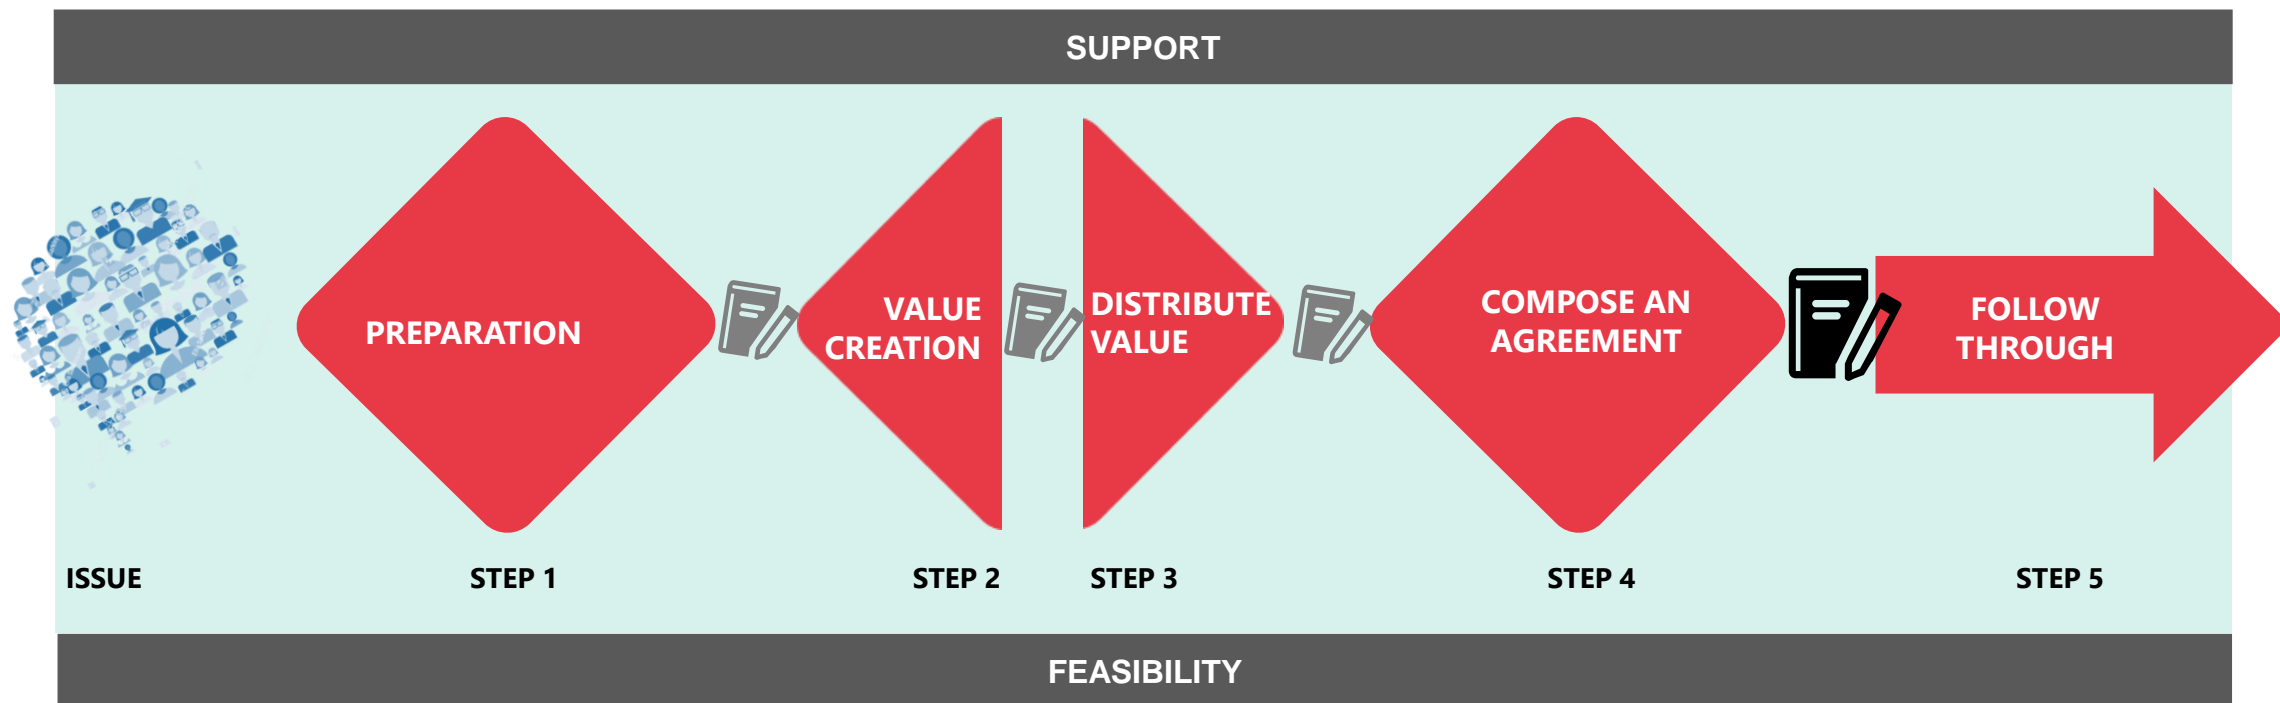 SUPPORT
PREPARATION
VALUE
CREATION
DISTRIBUTE
VALUE
COMPOSE AN
AGREEMENT
FOLLOW
THROUGH
ISSUE
STEP 1
STEP 2
STEP 3
STEP 4
STEP 5
FEASIBILITY